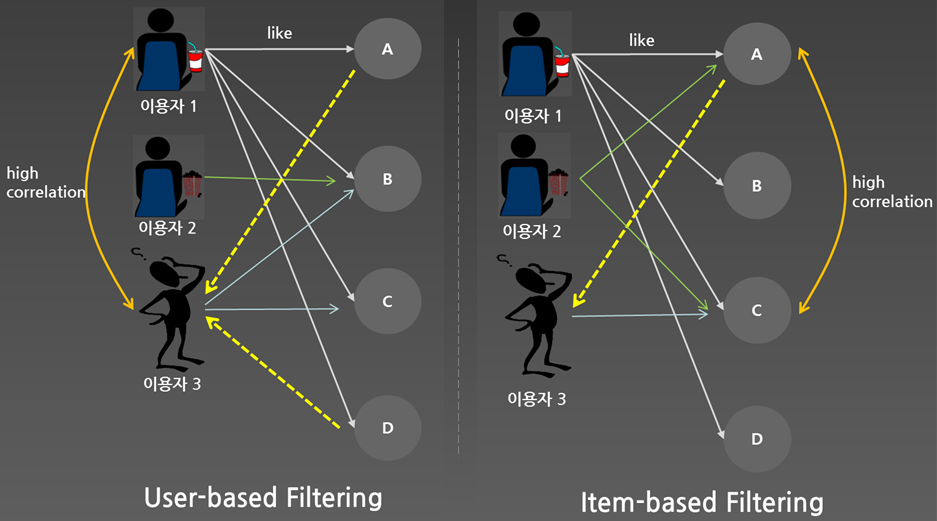 like
A
이용자 1
high
correlation
B
이용자 2
C
이용자 3
D
User-based Filtering
like
A
이용자 1
B
high
correlation
이용자 2
C
이용자 3
D
Item-based Filtering